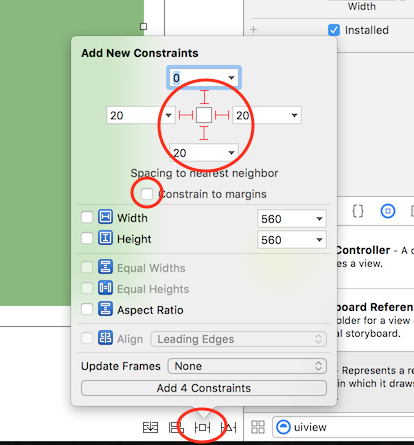 Width
Installed
Add New Constraints
0
20
20
20
Spacing to nearest neighbor
Constrain to margins
Width
560
Height
560
Equal Widths
Equal Heights
Aspect Ratio
Align
Leading Edges
Update Frames
None
Add 4 Constraints
Controller - A c
es a view.
board Referen
older for a view c
al storyboard.
- Represents a re
in which it draws
uiview